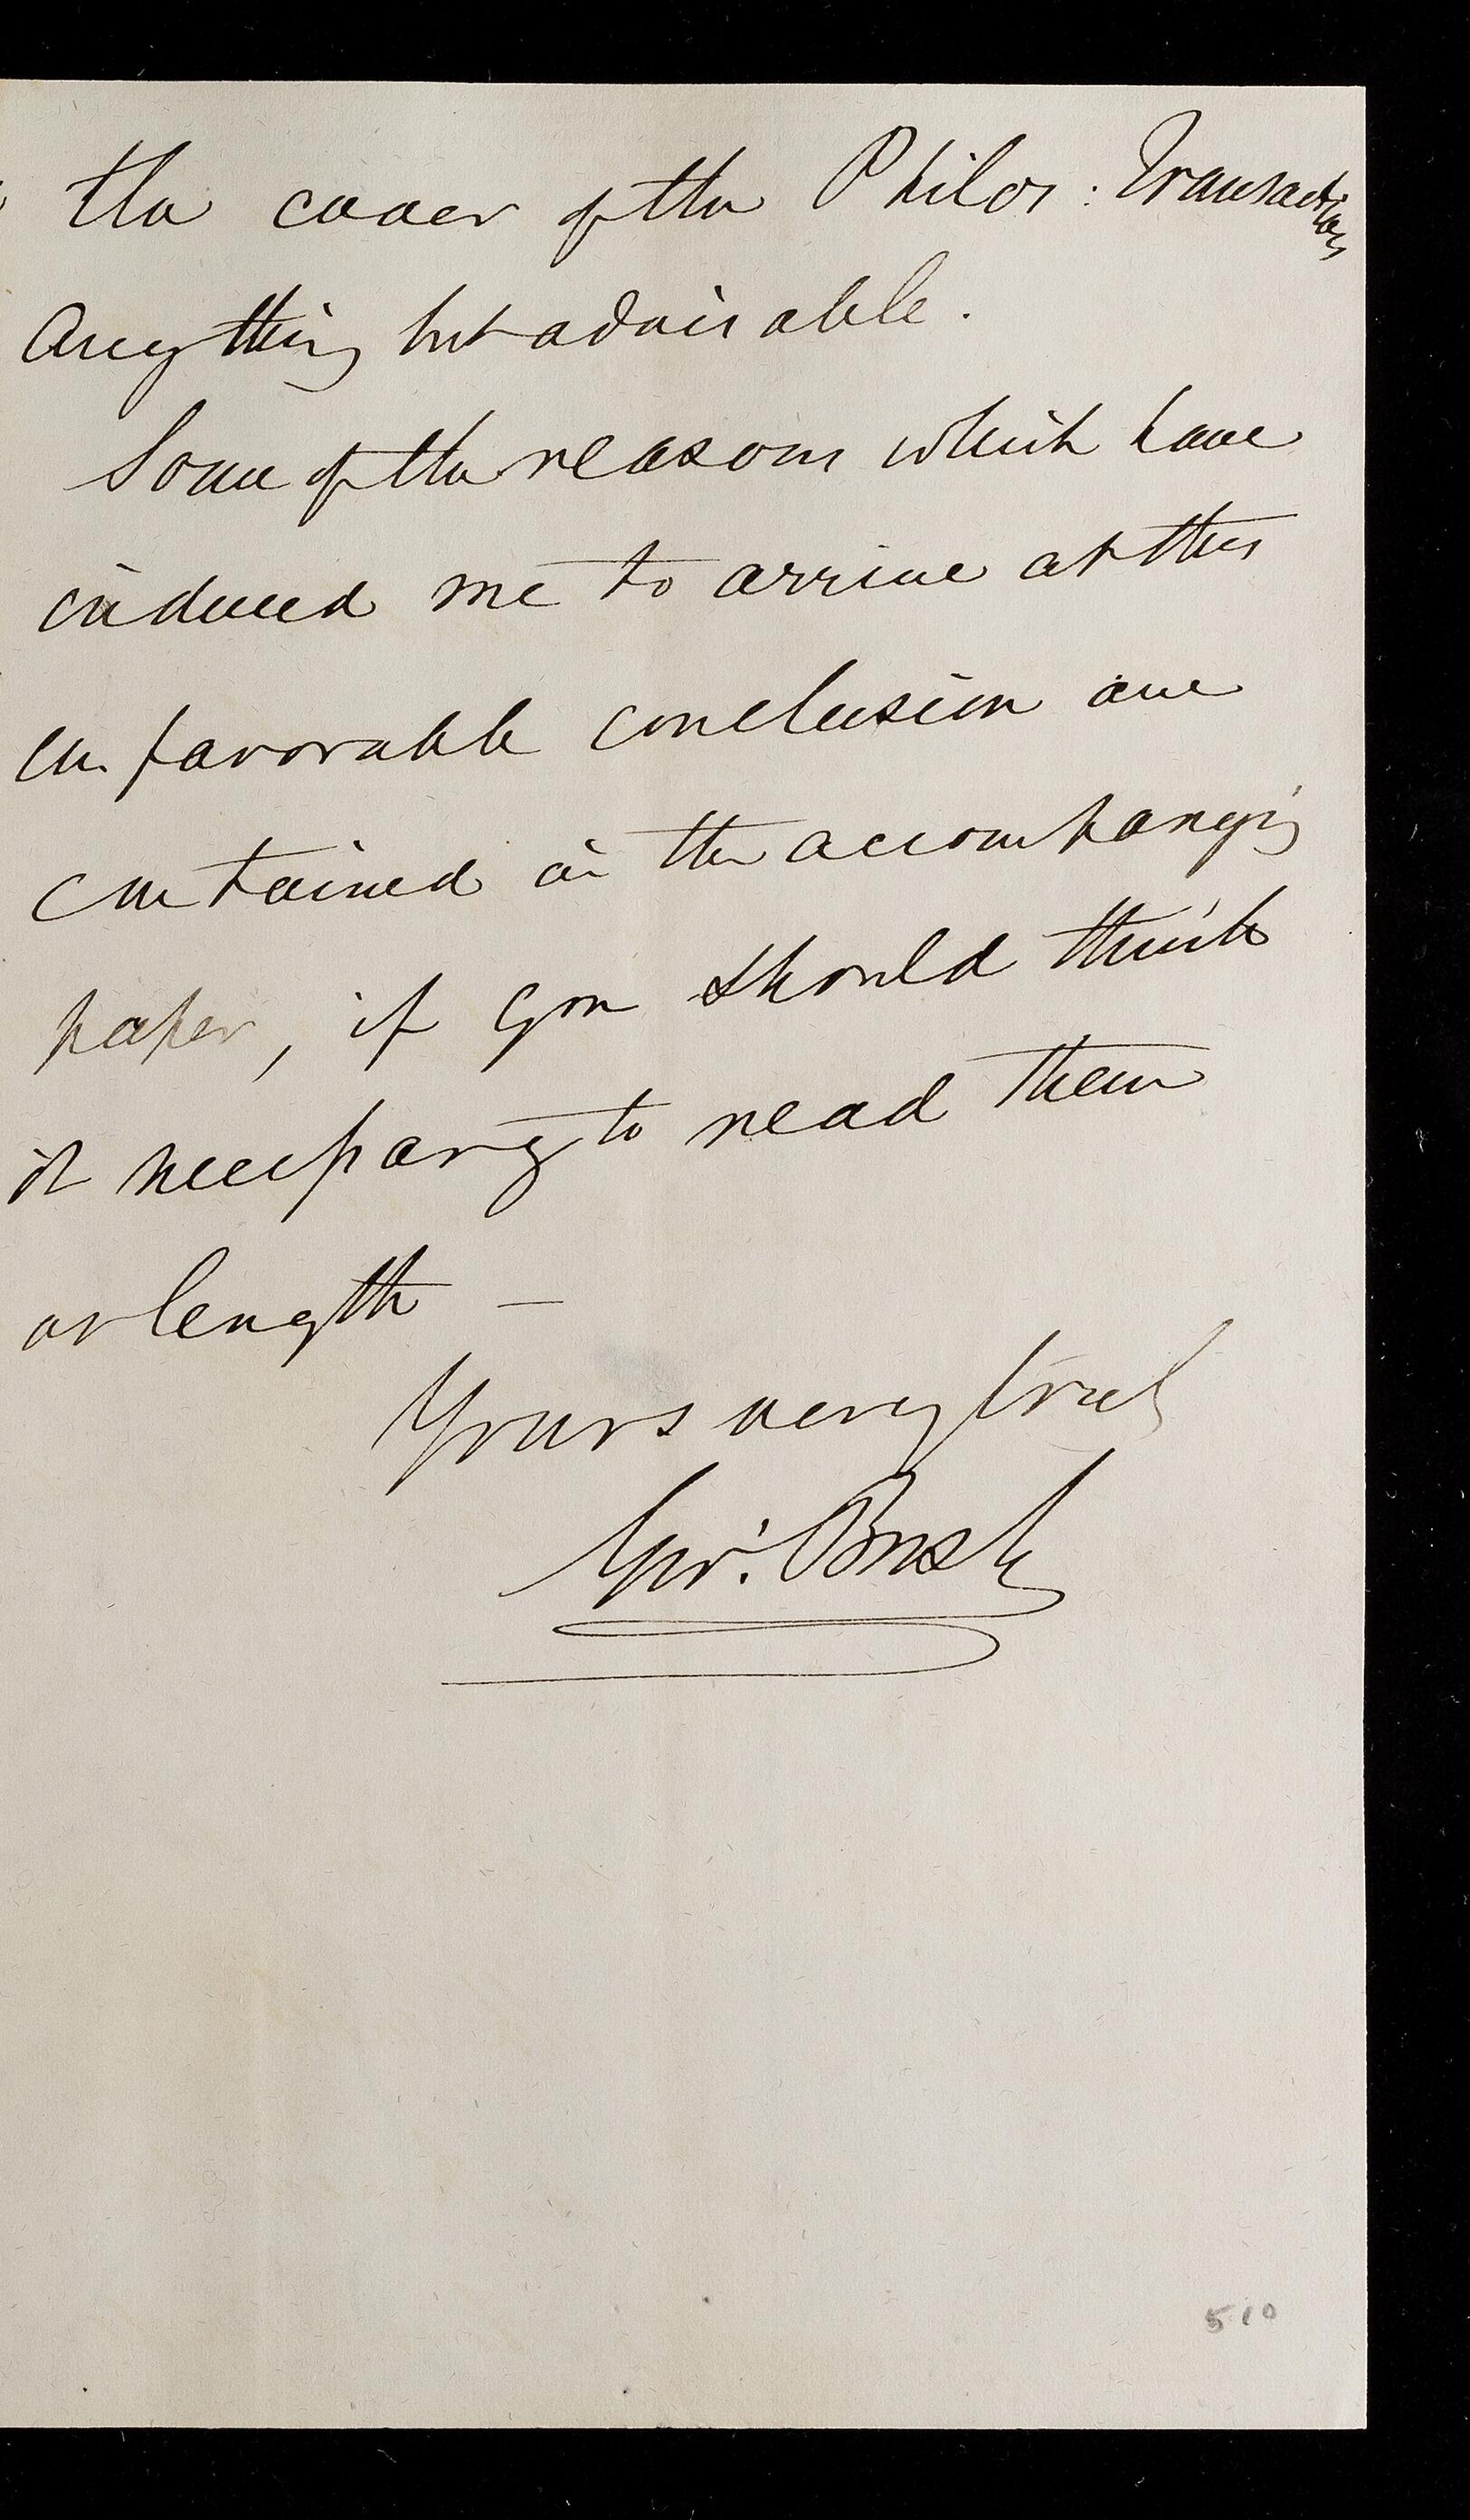 the cover of the Philos: Transactions
Anything but advisable.
Some of the reasons which have
induced me to arrive at this
unfavorable conclusion are
contained in the accompanying
paper, if you should think
it necessary to read them
at length –
Yours very truly
Geo: Busk
510